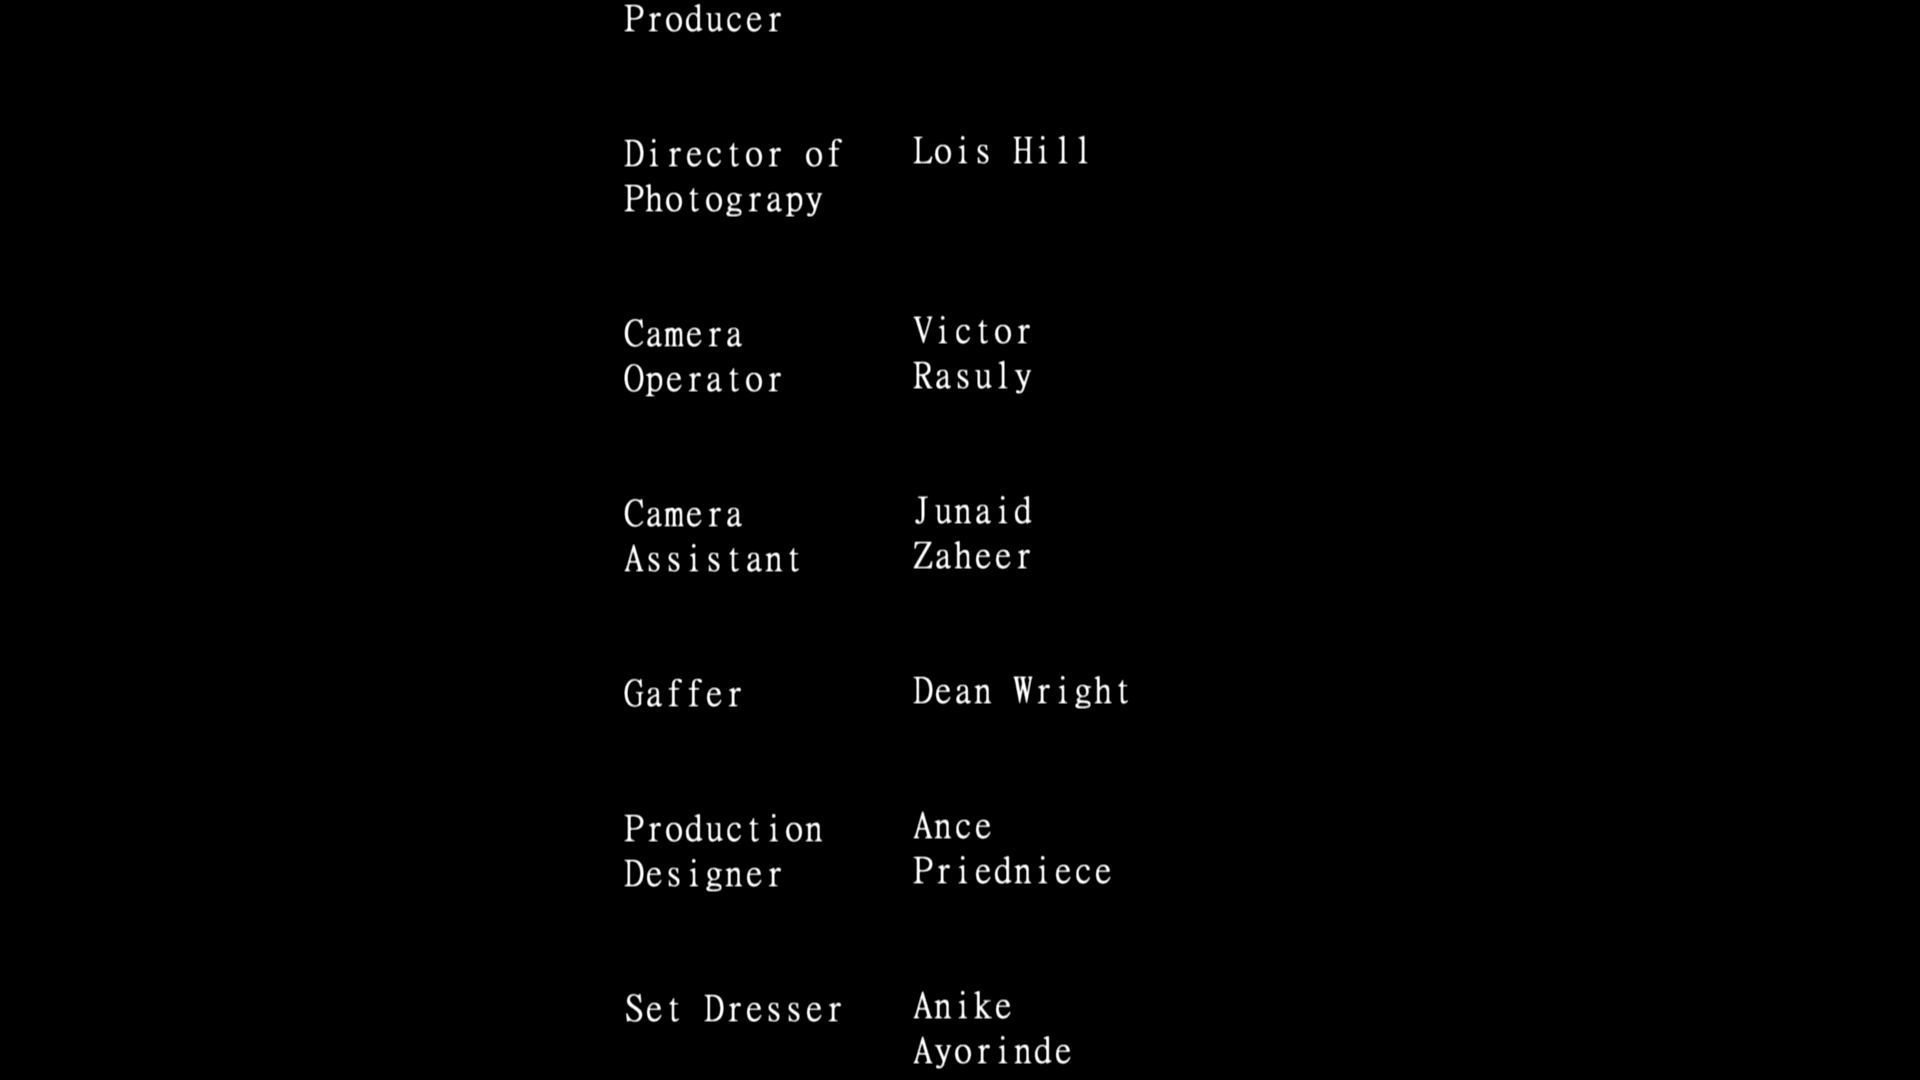 Producer
Director of Lois Hill
Photograpy
Camera Victor
Operator Rasuly
Camera Junaid
Assistant Zaheer
Gaffer Dean Wright
Production Ance
Designer Priedniece
Set Dresser Anike
Ayorinde